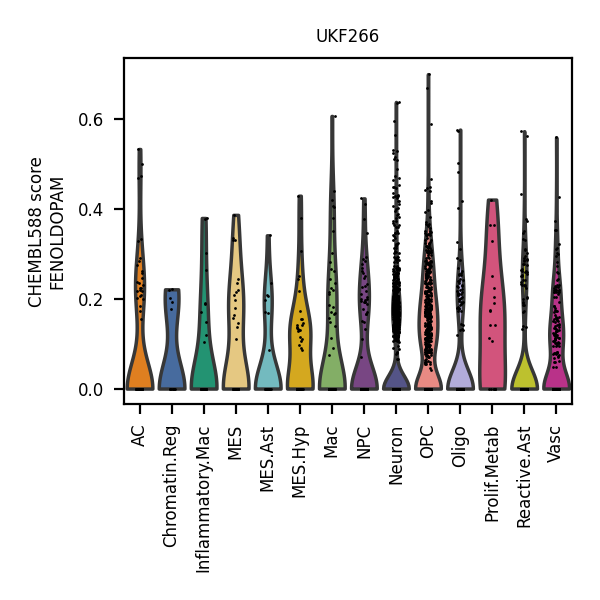 UKF266
CHEMBL588 score
FENOLDOPAM
0.6
0.4
0.2
0.0
AC
Chromatin.Reg
Inflammatory.Mac
MES
MES.Ast
MES.Hyp
Mac
NPC
Neuron
OPC
Oligo
Prolif.Metab
Reactive.Ast
Vasc